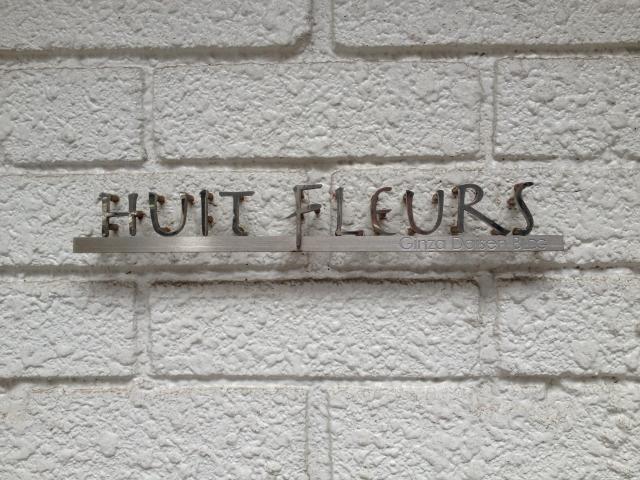 HUIT FLEURS
Ginza Daisen BLDG